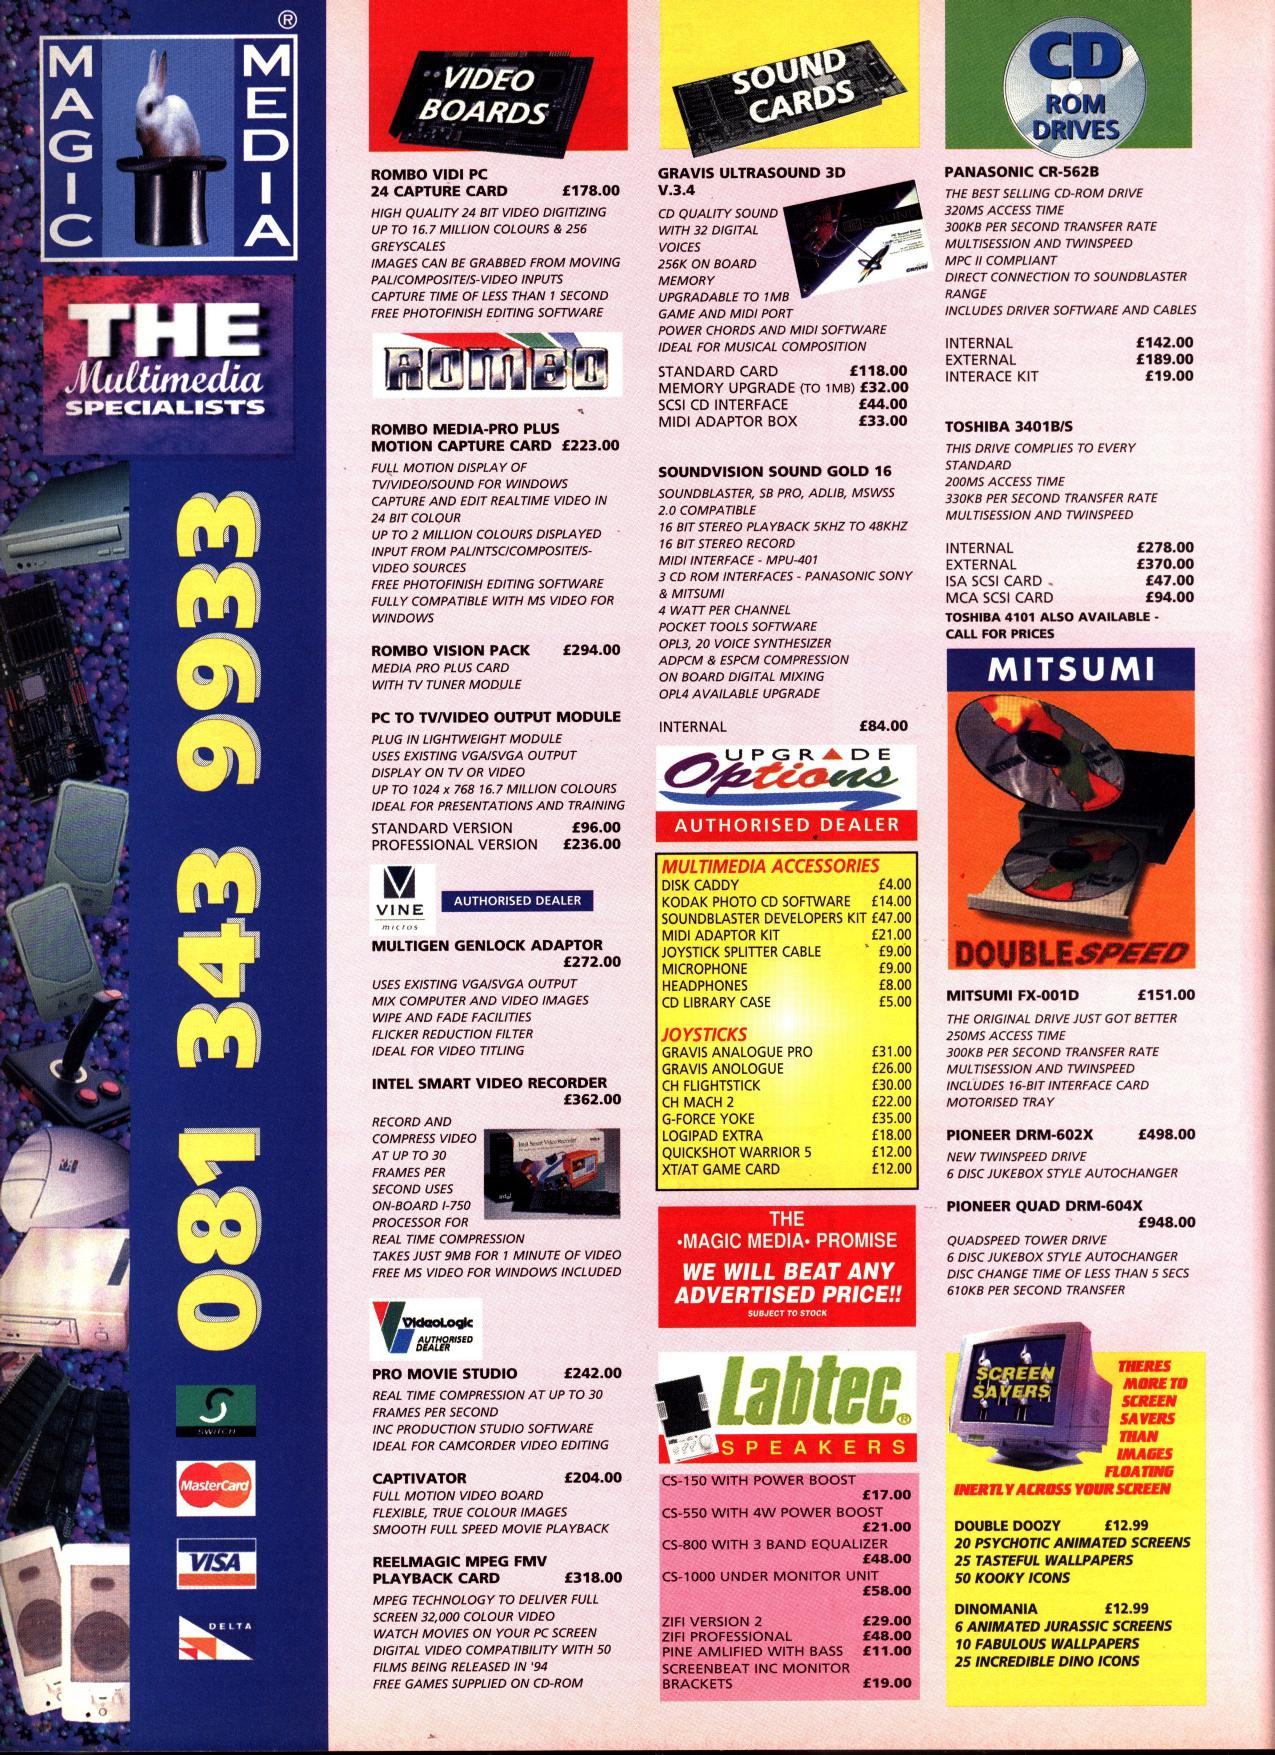 ®
MAGIC
MEDIA
THE
Multimedia
SPECIALISTS
081 343 9933
SWITCH
MasterCard
VISA
DELTA
VIDEO
BOARDS
ROMBO VIDI PC
24 CAPTURE CARD £178.00
HIGH QUALITY 24 BIT VIDEO DIGITIZING
UP TO 16.7 MILLION COLOURS & 256
GREYSCALES
IMAGES CAN BE GRABBED FROM MOVING
PAL/COMPOSITE/S-VIDEO INPUTS
CAPTURE TIME OF LESS THAN 1 SECOND
FREE PHOTOFINISH EDITING SOFTWARE
ROMBO
ROMBO MEDIA-PRO PLUS
MOTION CAPTURE CARD £223.00
FULL MOTION DISPLAY OF
TV/VIDEO/SOUND FOR WINDOWS
CAPTURE AND EDIT REALTIME VIDEO IN
24 BIT COLOUR
UP TO 2 MILLION COLOURS DISPLAYED
INPUT FROM PAL/NTSC/COMPOSITE/S-
VIDEO SOURCES
FREE PHOTOFINISH EDITING SOFTWARE
FULLY COMPATIBLE WITH MS VIDEO FOR
WINDOWS
ROMBO VISION PACK £294.00
MEDIA PRO PLUS CARD
WITH TV TUNER MODULE
PC TO TV/VIDEO OUTPUT MODULE
PLUG IN LIGHTWEIGHT MODULE
USES EXISTING VGA/SVGA OUTPUT
DISPLAY ON TV OR VIDEO
UP TO 1024 x 768 16.7 MILLION COLOURS
IDEAL FOR PRESENTATIONS AND TRAINING
STANDARD VERSION £96.00
PROFESSIONAL VERSION £236.00
VINE
micros
AUTHORISED DEALER
MULTIGEN GENLOCK ADAPTOR
£272.00
USES EXISTING VGA/SVGA OUTPUT
MIX COMPUTER AND VIDEO IMAGES
WIPE AND FADE FACILITIES
FLICKER REDUCTION FILTER
IDEAL FOR VIDEO TITLING
INTEL SMART VIDEO RECORDER
£362.00
RECORD AND
COMPRESS VIDEO
AT UP TO 30
FRAMES PER
SECOND USES
ON-BOARD I-750
PROCESSOR FOR
REAL TIME COMPRESSION
TAKES JUST 9MB FOR 1 MINUTE OF VIDEO
FREE MS VIDEO FOR WINDOWS INCLUDED
Intel Smart Video Recorder
VideoLogic
AUTHORISED
DEALER
PRO MOVIE STUDIO £242.00
REAL TIME COMPRESSION AT UP TO 30
FRAMES PER SECOND
INC PRODUCTION STUDIO SOFTWARE
IDEAL FOR CAMCORDER VIDEO EDITING
CAPTIVATOR £204.00
FULL MOTION VIDEO BOARD
FLEXIBLE, TRUE COLOUR IMAGES
SMOOTH FULL SPEED MOVIE PLAYBACK
REELMAGIC MPEG FMV
PLAYBACK CARD £318.00
MPEG TECHNOLOGY TO DELIVER FULL
SCREEN 32,000 COLOUR VIDEO
WATCH MOVIES ON YOUR PC SCREEN
DIGITAL VIDEO COMPATIBILITY WITH 50
FILMS BEING RELEASED IN '94
FREE GAMES SUPPLIED ON CD-ROM
SOUND
CARDS
GRAVIS ULTRASOUND 3D
V.3.4
CD QUALITY SOUND
WITH 32 DIGITAL
VOICES
256K ON BOARD
MEMORY
UPGRADABLE TO 1MB
GAME AND MIDI PORT
POWER CHORDS AND MIDI SOFTWARE
IDEAL FOR MUSICAL COMPOSITION
STANDARD CARD £118.00
MEMORY UPGRADE (TO 1MB) £32.00
SCSI CD INTERFACE £44.00
MIDI ADAPTOR BOX £33.00
SOUNDVISION SOUND GOLD 16
SOUNDBLASTER, SB PRO, ADLIB, MSWSS
2.0 COMPATIBLE
16 BIT STEREO PLAYBACK 5KHZ TO 48KHZ
16 BIT STEREO RECORD
MIDI INTERFACE - MPU-401
3 CD ROM INTERFACES - PANASONIC SONY
& MITSUMI
4 WATT PER CHANNEL
POCKET TOOLS SOFTWARE
OPL3, 20 VOICE SYNTHESIZER
ADPCM & ESPCM COMPRESSION
ON BOARD DIGITAL MIXING
OPL4 AVAILABLE UPGRADE
INTERNAL £84.00
UPGRADE
Options
AUTHORISED DEALER
MULTIMEDIA ACCESSORIES
DISK CADDY £4.00
KODAK PHOTO CD SOFTWARE £14.00
SOUNDBLASTER DEVELOPERS KIT £47.00
MIDI ADAPTOR KIT £21.00
JOYSTICK SPLITTER CABLE £9.00
MICROPHONE £9.00
HEADPHONES £8.00
CD LIBRARY CASE £5.00
JOYSTICKS
GRAVIS ANALOGUE PRO £31.00
GRAVIS ANOLOGUE £26.00
CH FLIGHTSTICK £30.00
CH MACH 2 £22.00
G-FORCE YOKE £35.00
LOGIPAD EXTRA £18.00
QUICKSHOT WARRIOR 5 £12.00
XT/AT GAME CARD £12.00
THE
•MAGIC MEDIA• PROMISE
WE WILL BEAT ANY
ADVERTISED PRICE!!
SUBJECT TO STOCK
Labtec®
SPEAKERS
CS-150 WITH POWER BOOST
£17.00
CS-550 WITH 4W POWER BOOST
£21.00
CS-800 WITH 3 BAND EQUALIZER
£48.00
CS-1000 UNDER MONITOR UNIT
£58.00
ZIFI VERSION 2 £29.00
ZIFI PROFESSIONAL £48.00
PINE AMLIFIED WITH BASS £11.00
SCREENBEAT INC MONITOR
BRACKETS £19.00
CD
ROM
DRIVES
PANASONIC CR-562B
THE BEST SELLING CD-ROM DRIVE
320MS ACCESS TIME
300KB PER SECOND TRANSFER RATE
MULTISESSION AND TWINSPEED
MPC II COMPLIANT
DIRECT CONNECTION TO SOUNDBLASTER
RANGE
INCLUDES DRIVER SOFTWARE AND CABLES
INTERNAL £142.00
EXTERNAL £189.00
INTERACE KIT £19.00
TOSHIBA 3401B/S
THIS DRIVE COMPLIES TO EVERY
STANDARD
200MS ACCESS TIME
330KB PER SECOND TRANSFER RATE
MULTISESSION AND TWINSPEED
INTERNAL £278.00
EXTERNAL £370.00
ISA SCSI CARD £47.00
MCA SCSI CARD £94.00
TOSHIBA 4101 ALSO AVAILABLE -
CALL FOR PRICES
MITSUMI
DOUBLE SPEED
MITSUMI FX-001D £151.00
THE ORIGINAL DRIVE JUST GOT BETTER
250MS ACCESS TIME
300KB PER SECOND TRANSFER RATE
MULTISESSION AND TWINSPEED
INCLUDES 16-BIT INTERFACE CARD
MOTORISED TRAY
PIONEER DRM-602X £498.00
NEW TWINSPEED DRIVE
6 DISC JUKEBOX STYLE AUTOCHANGER
PIONEER QUAD DRM-604X
£948.00
QUADSPEED TOWER DRIVE
6 DISC JUKEBOX STYLE AUTOCHANGER
DISC CHANGE TIME OF LESS THAN 5 SECS
610KB PER SECOND TRANSFER
SCREEN
SAVERS
THERES
MORE TO
SCREEN
SAVERS
THAN
IMAGES
FLOATING
INERTLY ACROSS YOUR SCREEN
DOUBLE DOOZY £12.99
20 PSYCHOTIC ANIMATED SCREENS
25 TASTEFUL WALLPAPERS
50 KOOKY ICONS
DINOMANIA £12.99
6 ANIMATED JURASSIC SCREENS
10 FABULOUS WALLPAPERS
25 INCREDIBLE DINO ICONS